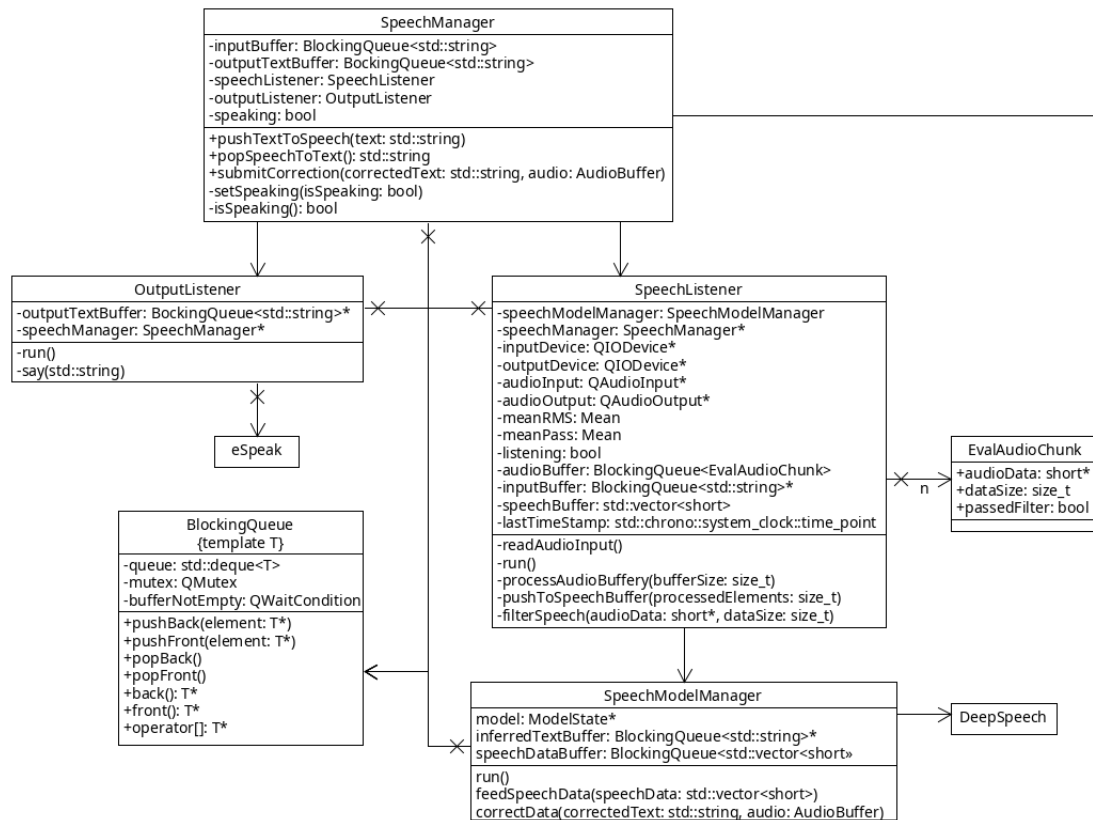 SpeechManager
-inputBuffer: BlockingQueue<std::string>
-outputTextBuffer: BockingQueue<std::string>
-speechListener: SpeechListener
-outputListener: OutputListener
-speaking: bool
+pushTextToSpeech(text: std::string)
+popSpeechToText(): std::string
+submitCorrection(correctedText: std::string, audio: AudioBuffer)
-setSpeaking(isSpeaking: bool)
-isSpeaking(): bool
OutputListener
-outputTextBuffer: BockingQueue<std::string>*
-speechManager: SpeechManager*
-run()
-say(std::string)
eSpeak
SpeechListener
-speechModelManager: SpeechModelManager
-speechManager: SpeechManager*
-inputDevice: QIODevice*
-outputDevice: QIODevice*
-audioInput: QAudioInput*
-audioOutput: QAudioOutput*
-meanRMS: Mean
-meanPass: Mean
-listening: bool
-audioBuffer: BlockingQueue<EvalAudioChunk>
-inputBuffer: BlockingQueue<std::string>*
-speechBuffer: std::vector<short>
-lastTimeStamp: std::chrono::system_clock::time_point
-readAudioInput()
-run()
-processAudioBuffery(bufferSize: size_t)
-pushToSpeechBuffer(processedElements: size_t)
-filterSpeech(audioData: short*, dataSize: size_t)
n
EvalAudioChunk
+audioData: short*
+dataSize: size_t
+passedFilter: bool
BlockingQueue
{template T}
-queue: std::deque<T>
-mutex: QMutex
-bufferNotEmpty: QWaitCondition
+pushBack(element: T*)
+pushFront(element: T*)
+popBack()
+popFront()
+back(): T*
+front(): T*
+operator[]: T*
SpeechModelManager
model: ModelState*
inferredTextBuffer: BlockingQueue<std::string>*
speechDataBuffer: BlockingQueue<std::vector<short»
run()
feedSpeechData(speechData: std::vector<short>)
correctData(correctedText: std::string, audio: AudioBuffer)
DeepSpeech